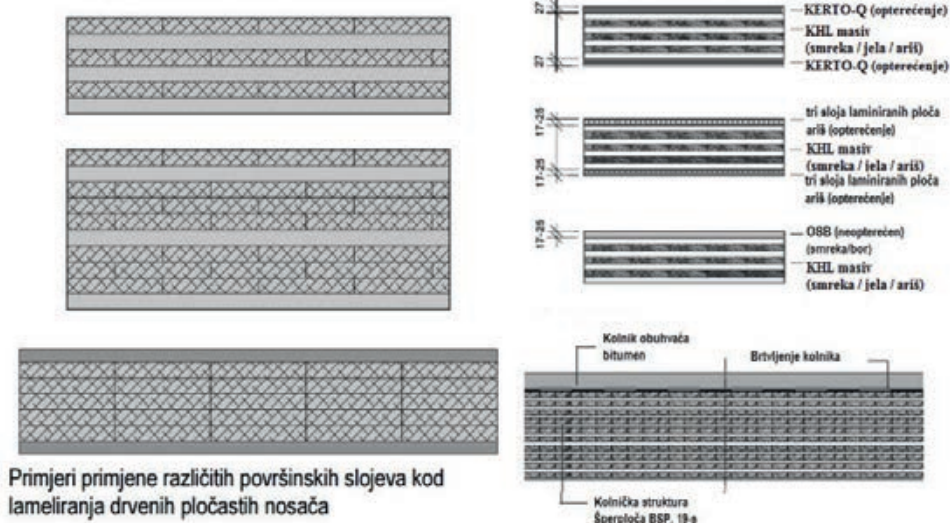 27
27
KERTO-Q (opterećenje)
KHL masiv
(smreka / jela / ariš)
KERTO-Q (opterećenje)
17-25
17-25
tri sloja laminiranih ploča
ariš (opterećenje)
KHL masiv
(smreka / jela / ariš)
tri sloja laminiranih ploča
ariš (opterećenje)
17-25
OSB (neopterećen)
(smreka/bor)
KHL masiv
(smreka / jela / ariš)
Kolnik obuhvaća
bitumen
Brtvljenje kolnika
Kolnička struktura
Šperploča BSP, 19-s
Primjeri primjene različitih površinskih slojeva kod
lameliranja drvenih pločastih nosača